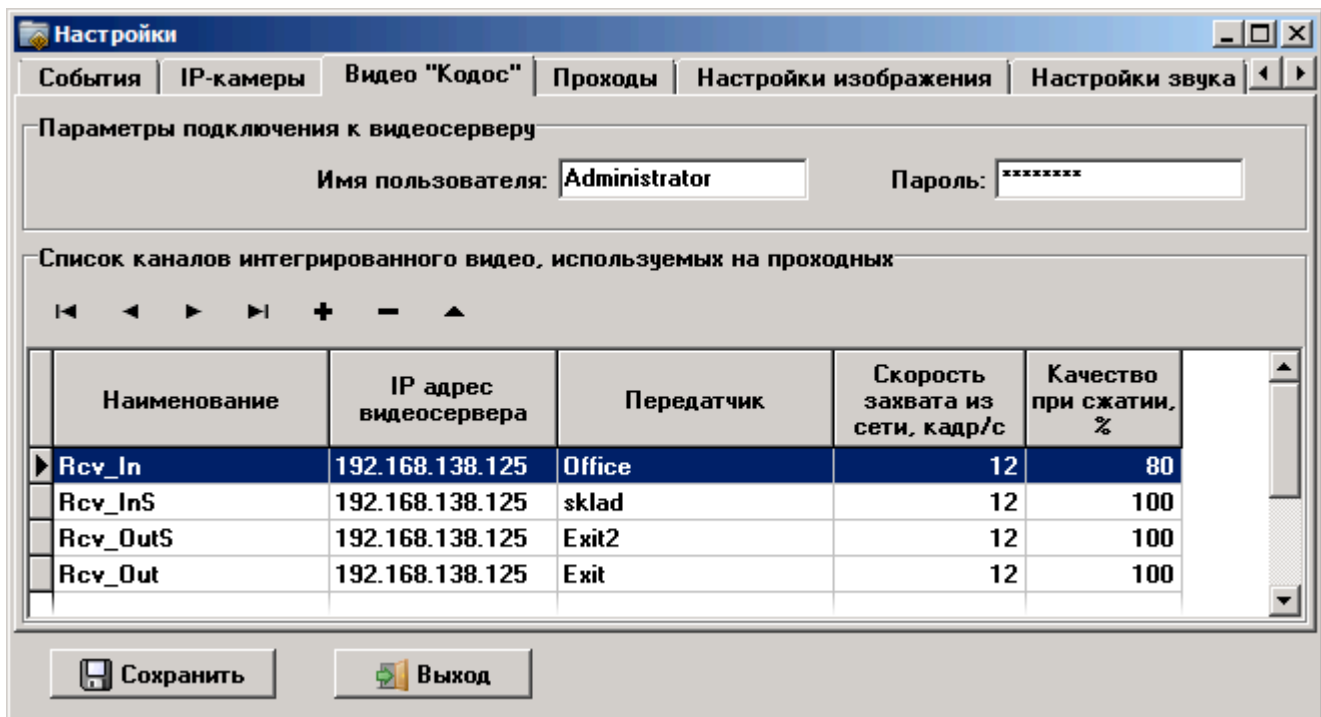 Настройки
События IP-камеры Видео "Кодос" Проходы Настройки изображения Настройки звука
Параметры подключения к видеосерверу
Имя пользователя: Administrator Пароль: ********
Список каналов интегрированного видео, используемых на проходных
Наименование IP адрес видеосервера Передатчик Скорость захвата из сети, кадр/с Качество при сжатии, %
Rcv_In 192.168.138.125 Office 12 80
Rcv_InS 192.168.138.125 sklad 12 100
Rcv_OutS 192.168.138.125 Exit2 12 100
Rcv_Out 192.168.138.125 Exit 12 100
Сохранить Выход